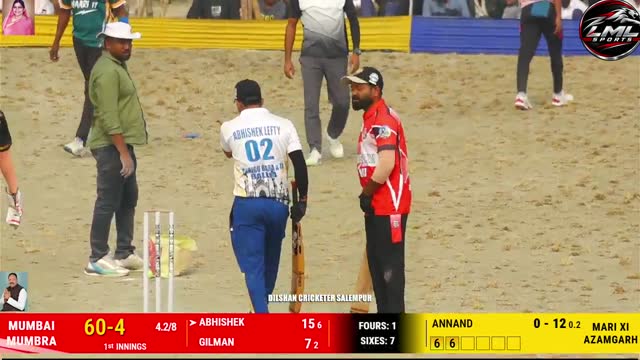 LML
SPORTS
ABHISHEK LEFTY
02
DILSHAN CRICKETER SALEMPUR
MUMBAI
MUMBRA
60-4
4.2/8
1st INNINGS
ABHISHEK 15 6
GILMAN 7 2
FOURS: 1
SIXES: 7
ANNAND 0 - 12 0.2
6 6
MARI XI
AZAMGARH